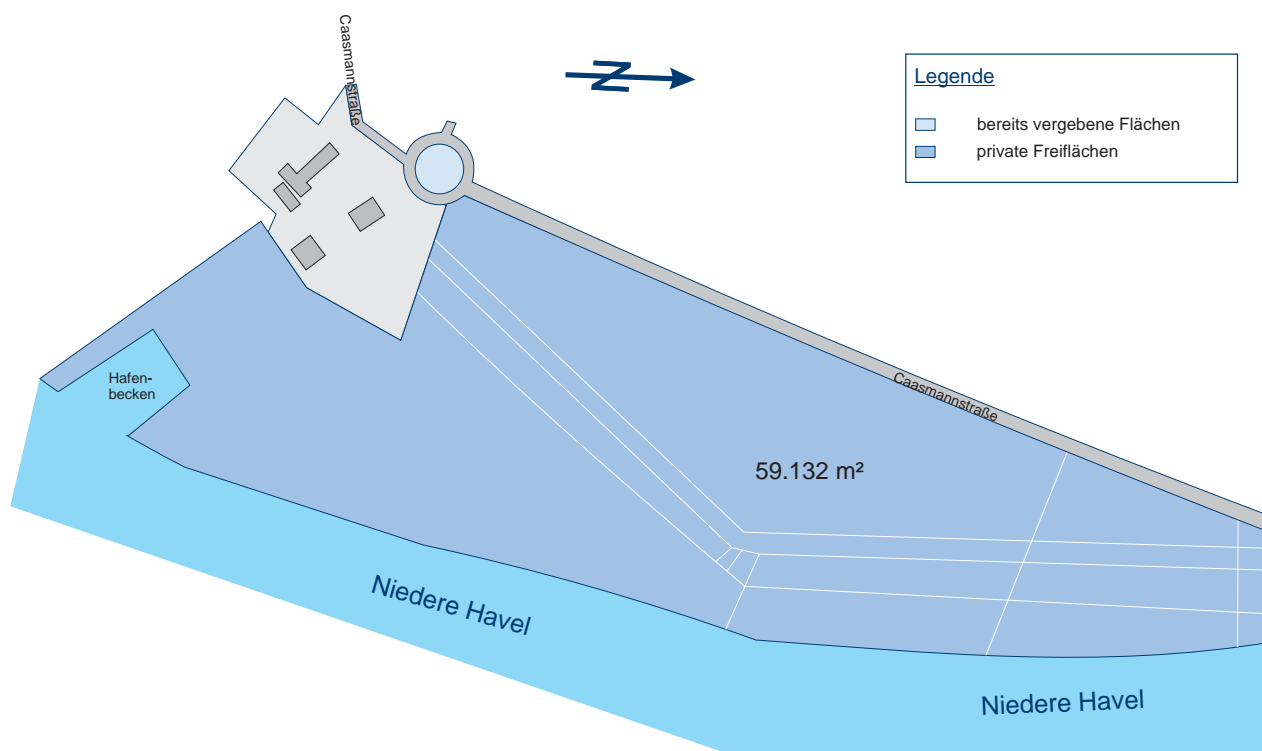 Caasmannstraße
N
Legende
bereits vergebene Flächen
private Freiflächen
Hafen-
becken
Caasmannstraße
59.132 m²
Niedere Havel
Niedere Havel